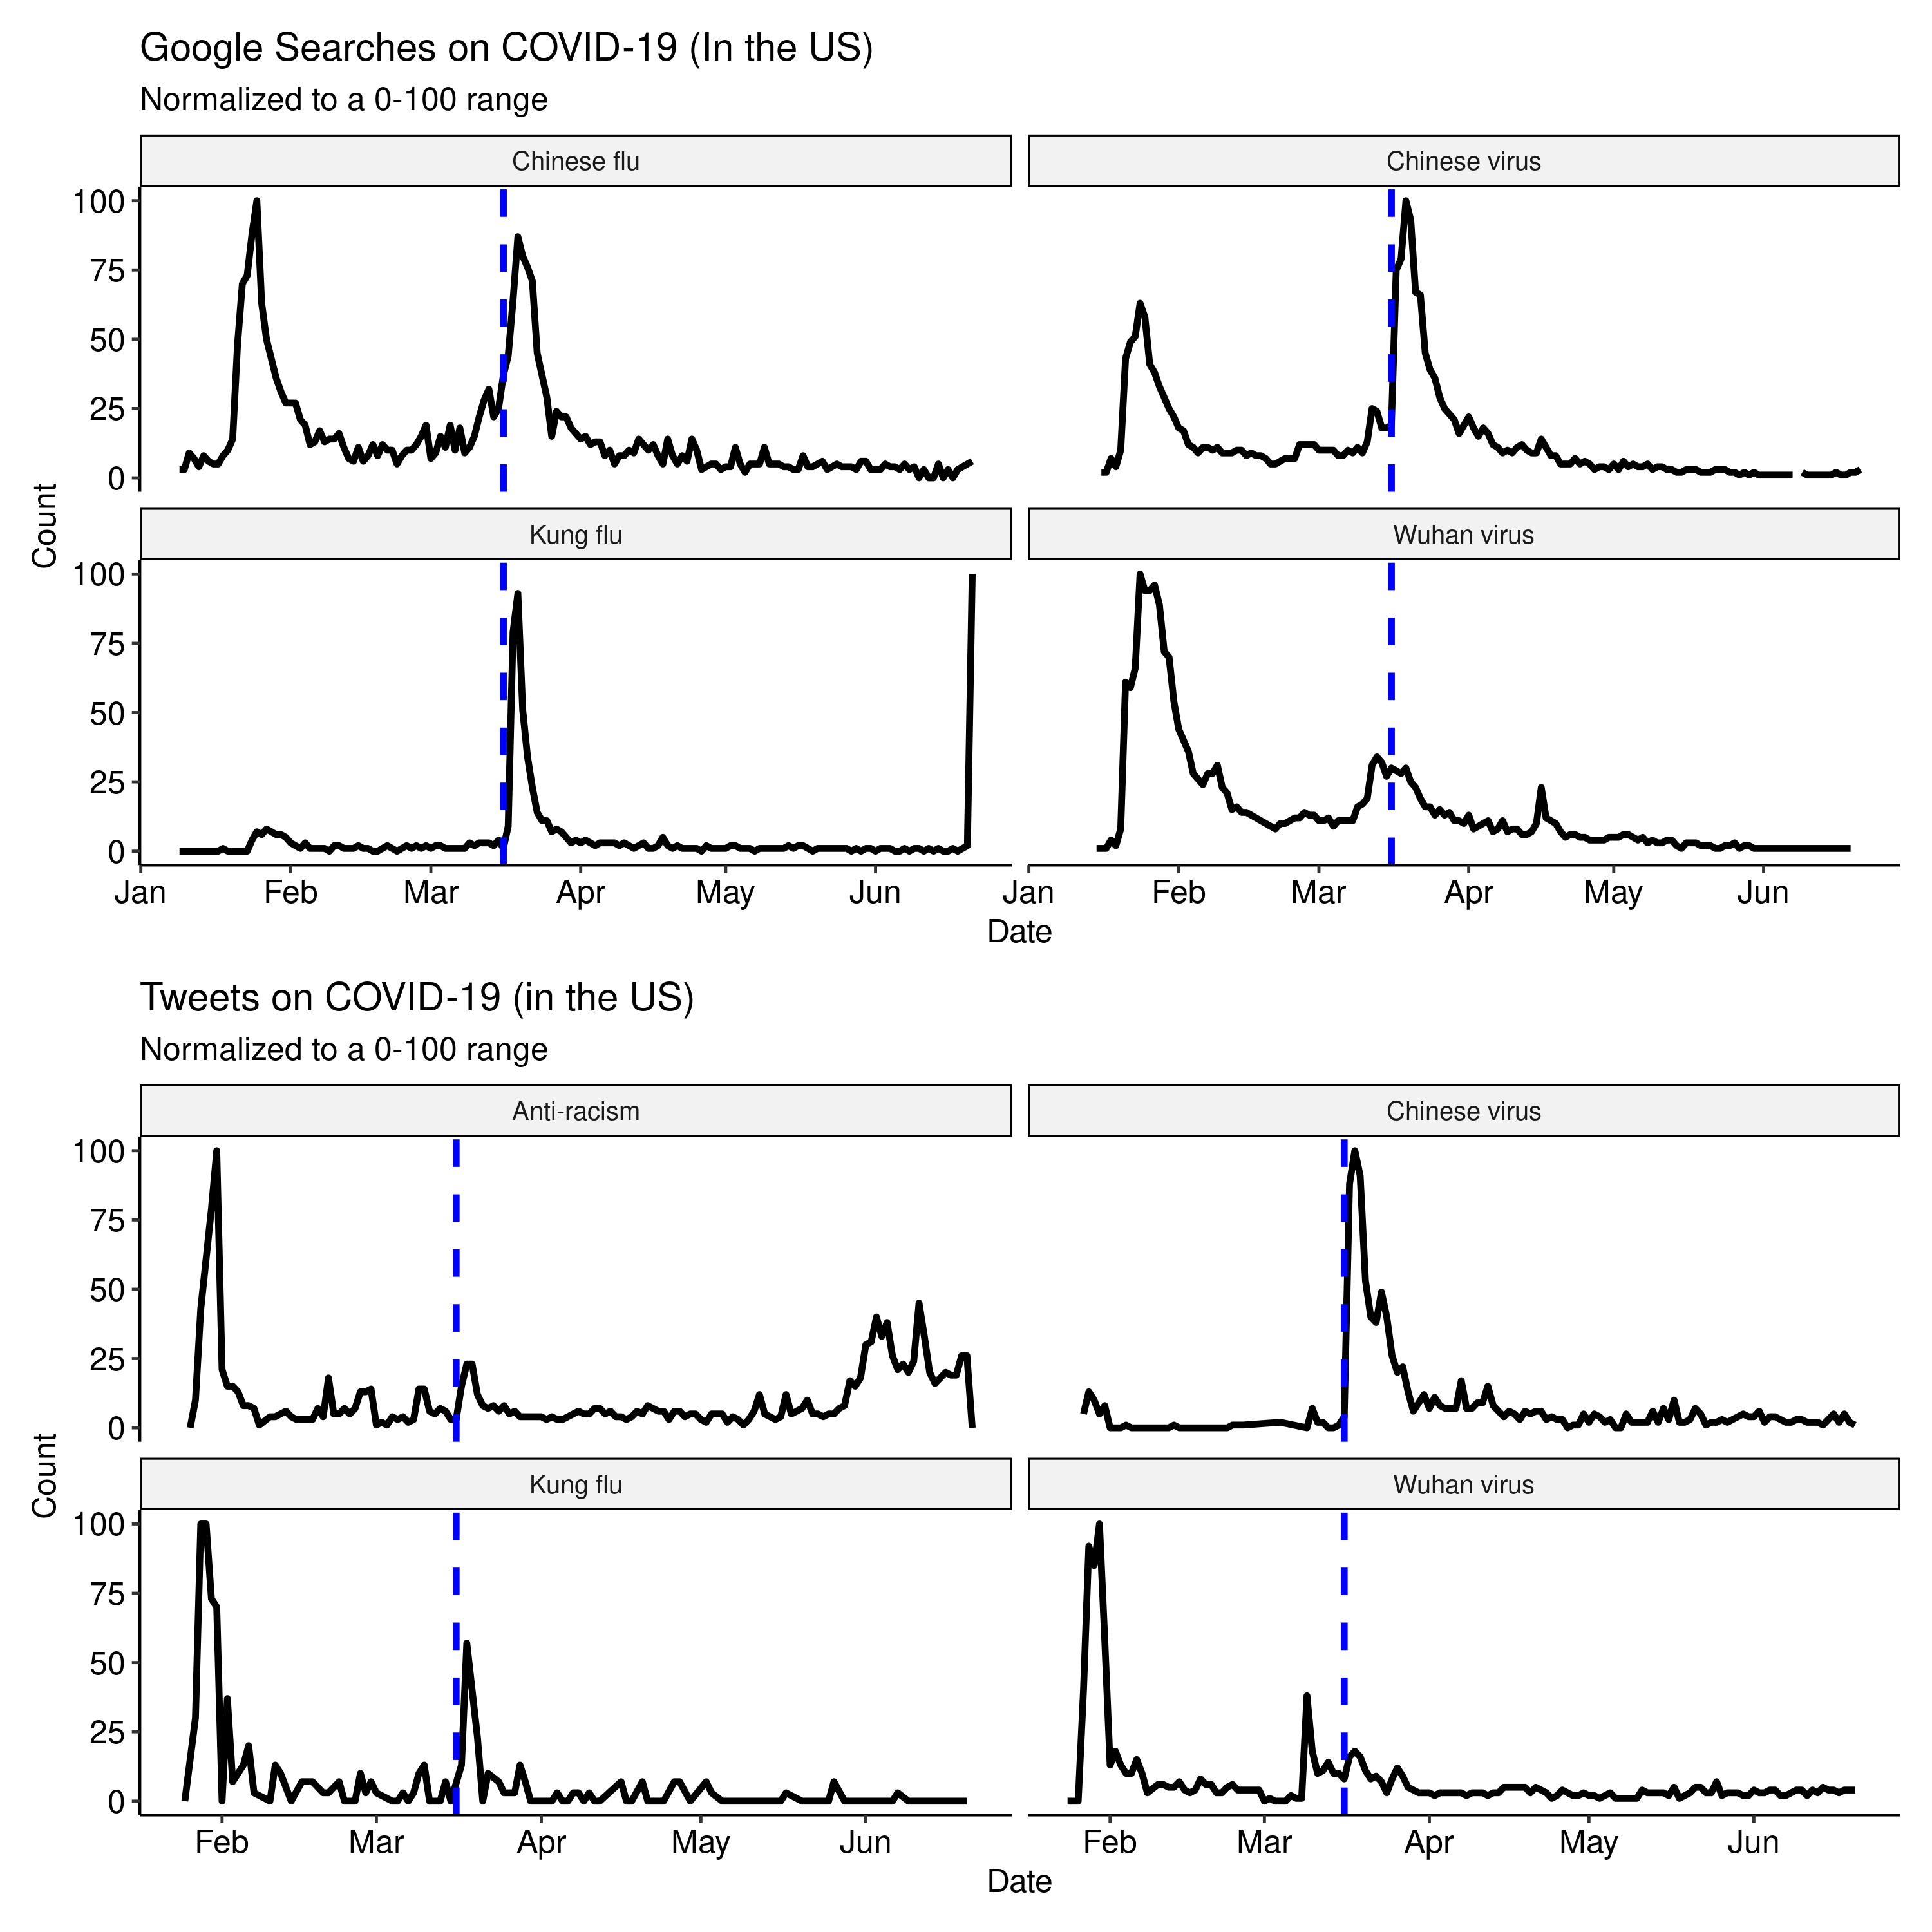 Google Searches on COVID-19 (In the US)
Normalized to a 0-100 range
Chinese flu
Chinese virus
100
75
50
25
0
Kung flu
Wuhan virus
100
75
50
25
0
Count
Jan Feb Mar Apr May Jun
Jan Feb Mar Apr May Jun
Date
Tweets on COVID-19 (in the US)
Normalized to a 0-100 range
Anti-racism
Chinese virus
100
75
50
25
0
Kung flu
Wuhan virus
100
75
50
25
0
Count
Feb Mar Apr May Jun
Feb Mar Apr May Jun
Date